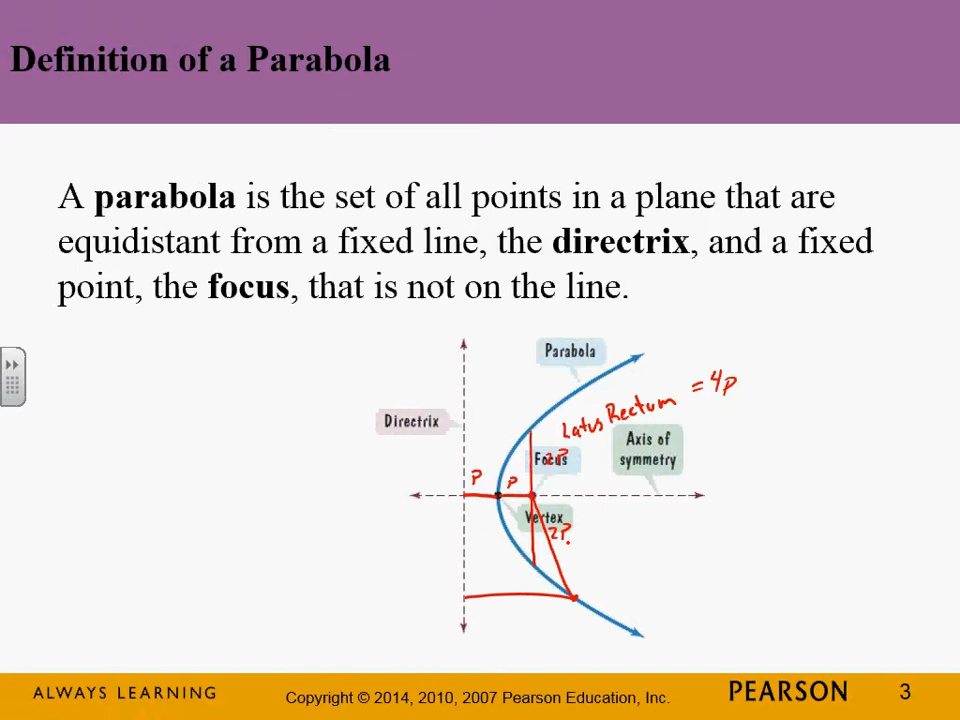 Definition of a Parabola
A parabola is the set of all points in a plane that are
equidistant from a fixed line, the directrix, and a fixed
point, the focus, that is not on the line.
Parabola
Latus Rectum = 4P
Directrix
Axis of
symmetry
Focus
2P
P
P
Vertex
2P
ALWAYS LEARNING
Copyright © 2014, 2010, 2007 Pearson Education, Inc.
PEARSON
3